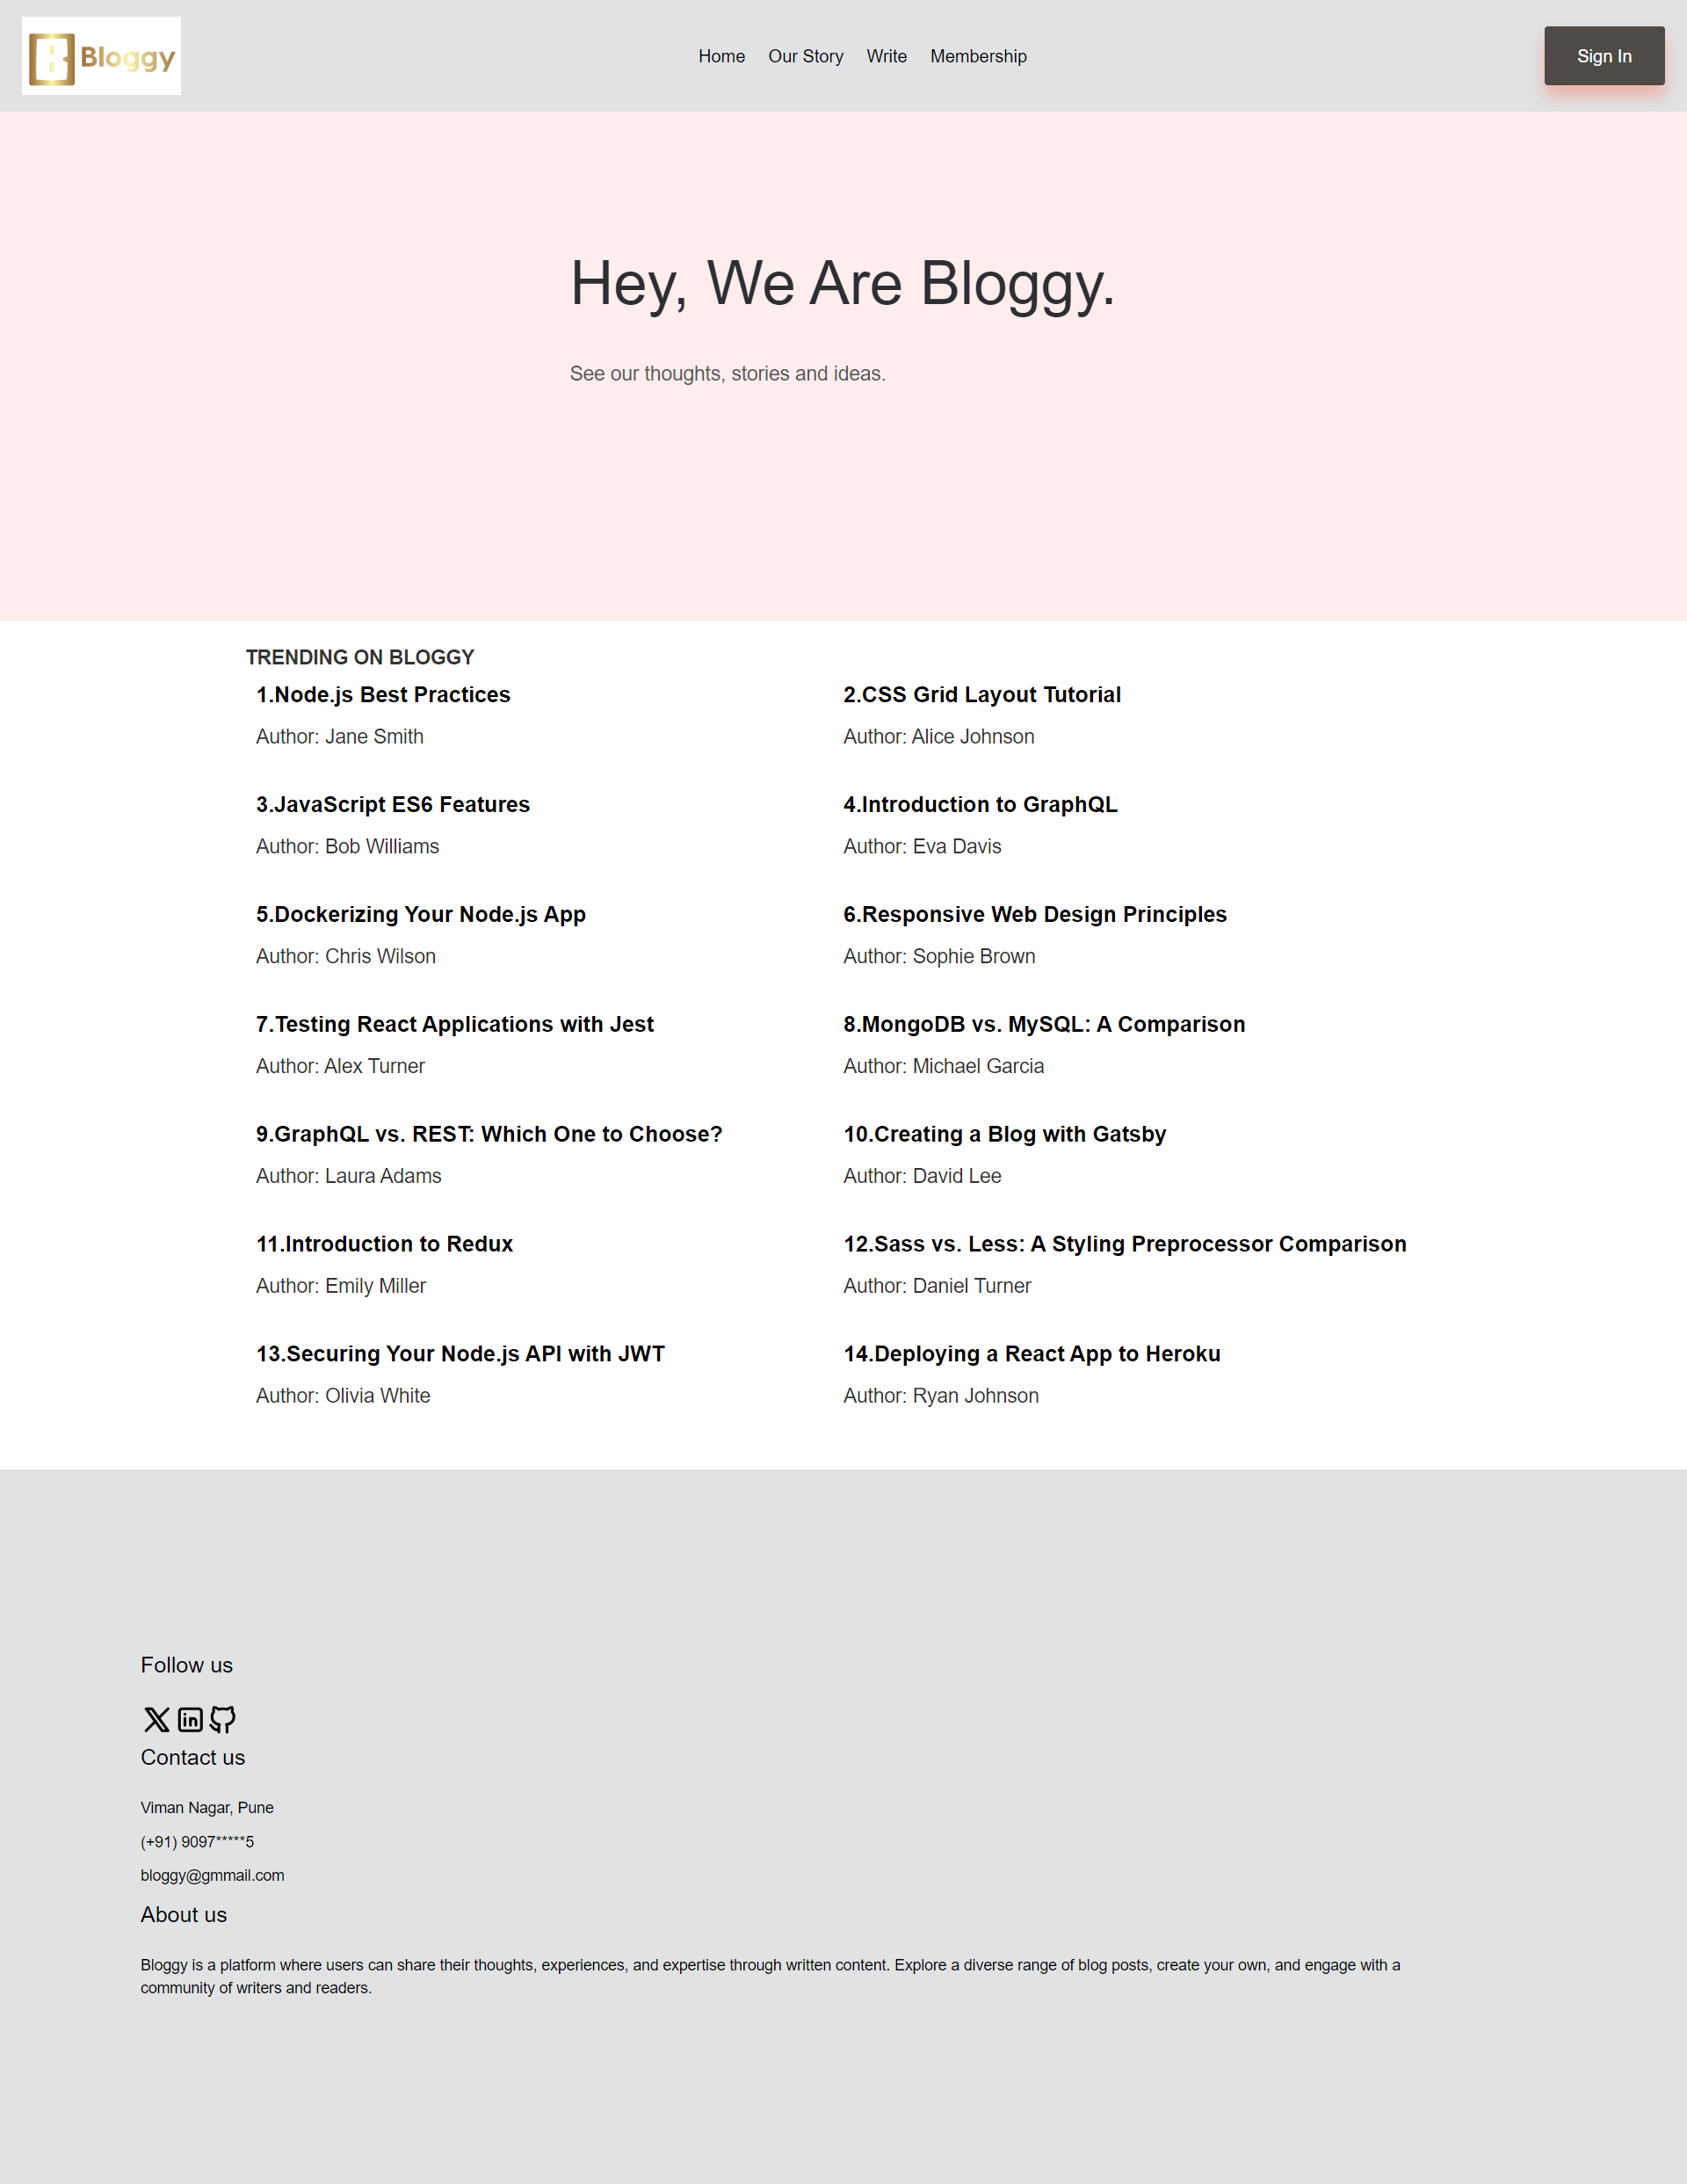 Bloggy
Home Our Story Write Membership
Sign In
Hey, We Are Bloggy.
See our thoughts, stories and ideas.
TRENDING ON BLOGGY
1.Node.js Best Practices
Author: Jane Smith
2.CSS Grid Layout Tutorial
Author: Alice Johnson
3.JavaScript ES6 Features
Author: Bob Williams
4.Introduction to GraphQL
Author: Eva Davis
5.Dockerizing Your Node.js App
Author: Chris Wilson
6.Responsive Web Design Principles
Author: Sophie Brown
7.Testing React Applications with Jest
Author: Alex Turner
8.MongoDB vs. MySQL: A Comparison
Author: Michael Garcia
9.GraphQL vs. REST: Which One to Choose?
Author: Laura Adams
10.Creating a Blog with Gatsby
Author: David Lee
11.Introduction to Redux
Author: Emily Miller
12.Sass vs. Less: A Styling Preprocessor Comparison
Author: Daniel Turner
13.Securing Your Node.js API with JWT
Author: Olivia White
14.Deploying a React App to Heroku
Author: Ryan Johnson
Follow us
Contact us
Viman Nagar, Pune
(+91) 9097*****5
bloggy@gmmail.com
About us
Bloggy is a platform where users can share their thoughts, experiences, and expertise through written content. Explore a diverse range of blog posts, create your own, and engage with a
community of writers and readers.